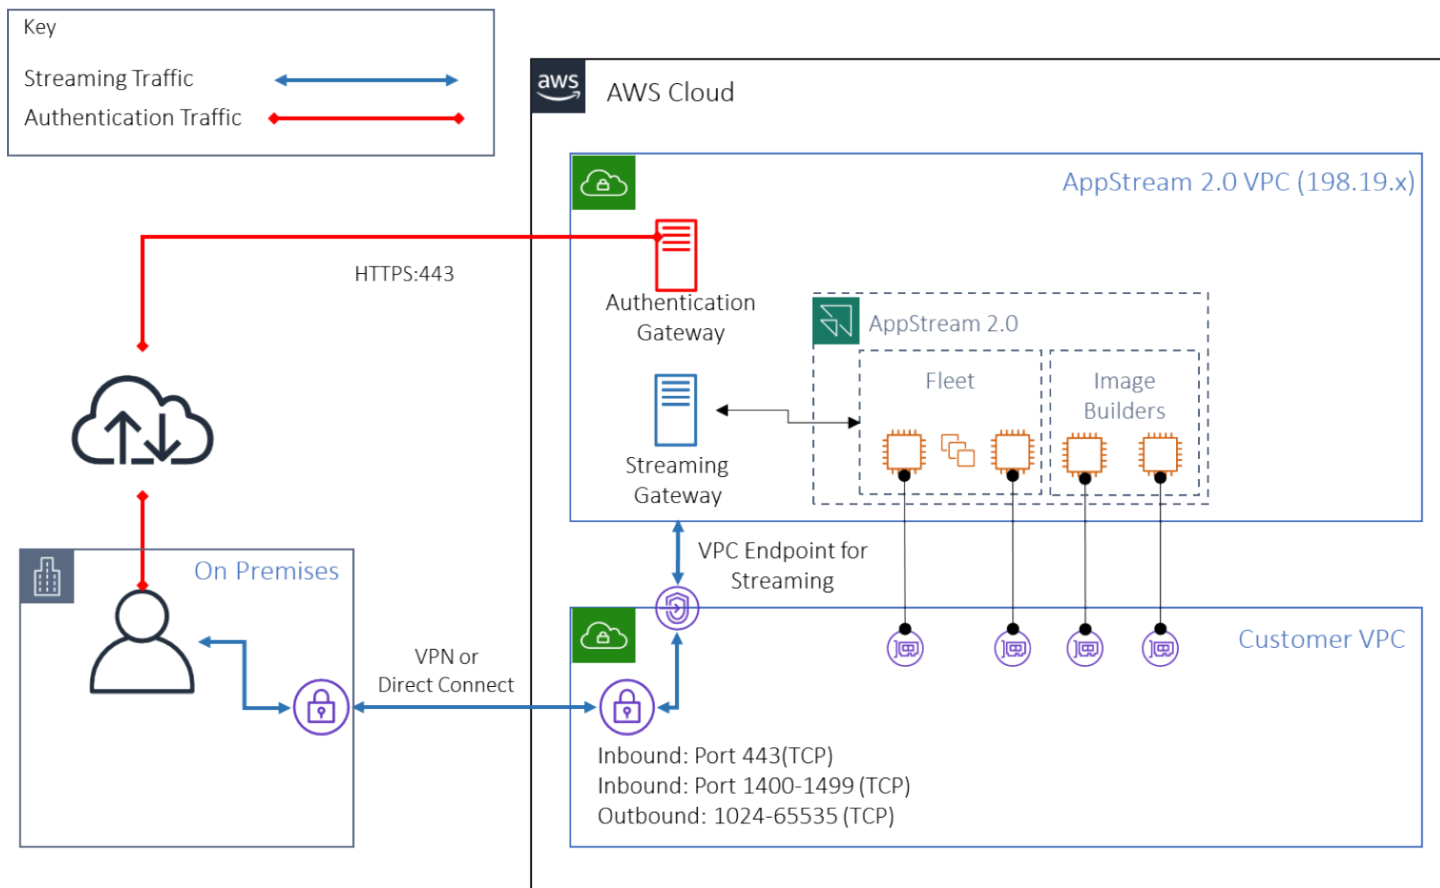 Key
Streaming Traffic
Authentication Traffic
aws
AWS Cloud
AppStream 2.0 VPC (198.19.x)
HTTPS:443
Authentication
Gateway
AppStream 2.0
Fleet
Image
Builders
Streaming
Gateway
VPC Endpoint for
Streaming
On Premises
Customer VPC
VPN or
Direct Connect
Inbound: Port 443(TCP)
Inbound: Port 1400-1499 (TCP)
Outbound: 1024-65535 (TCP)